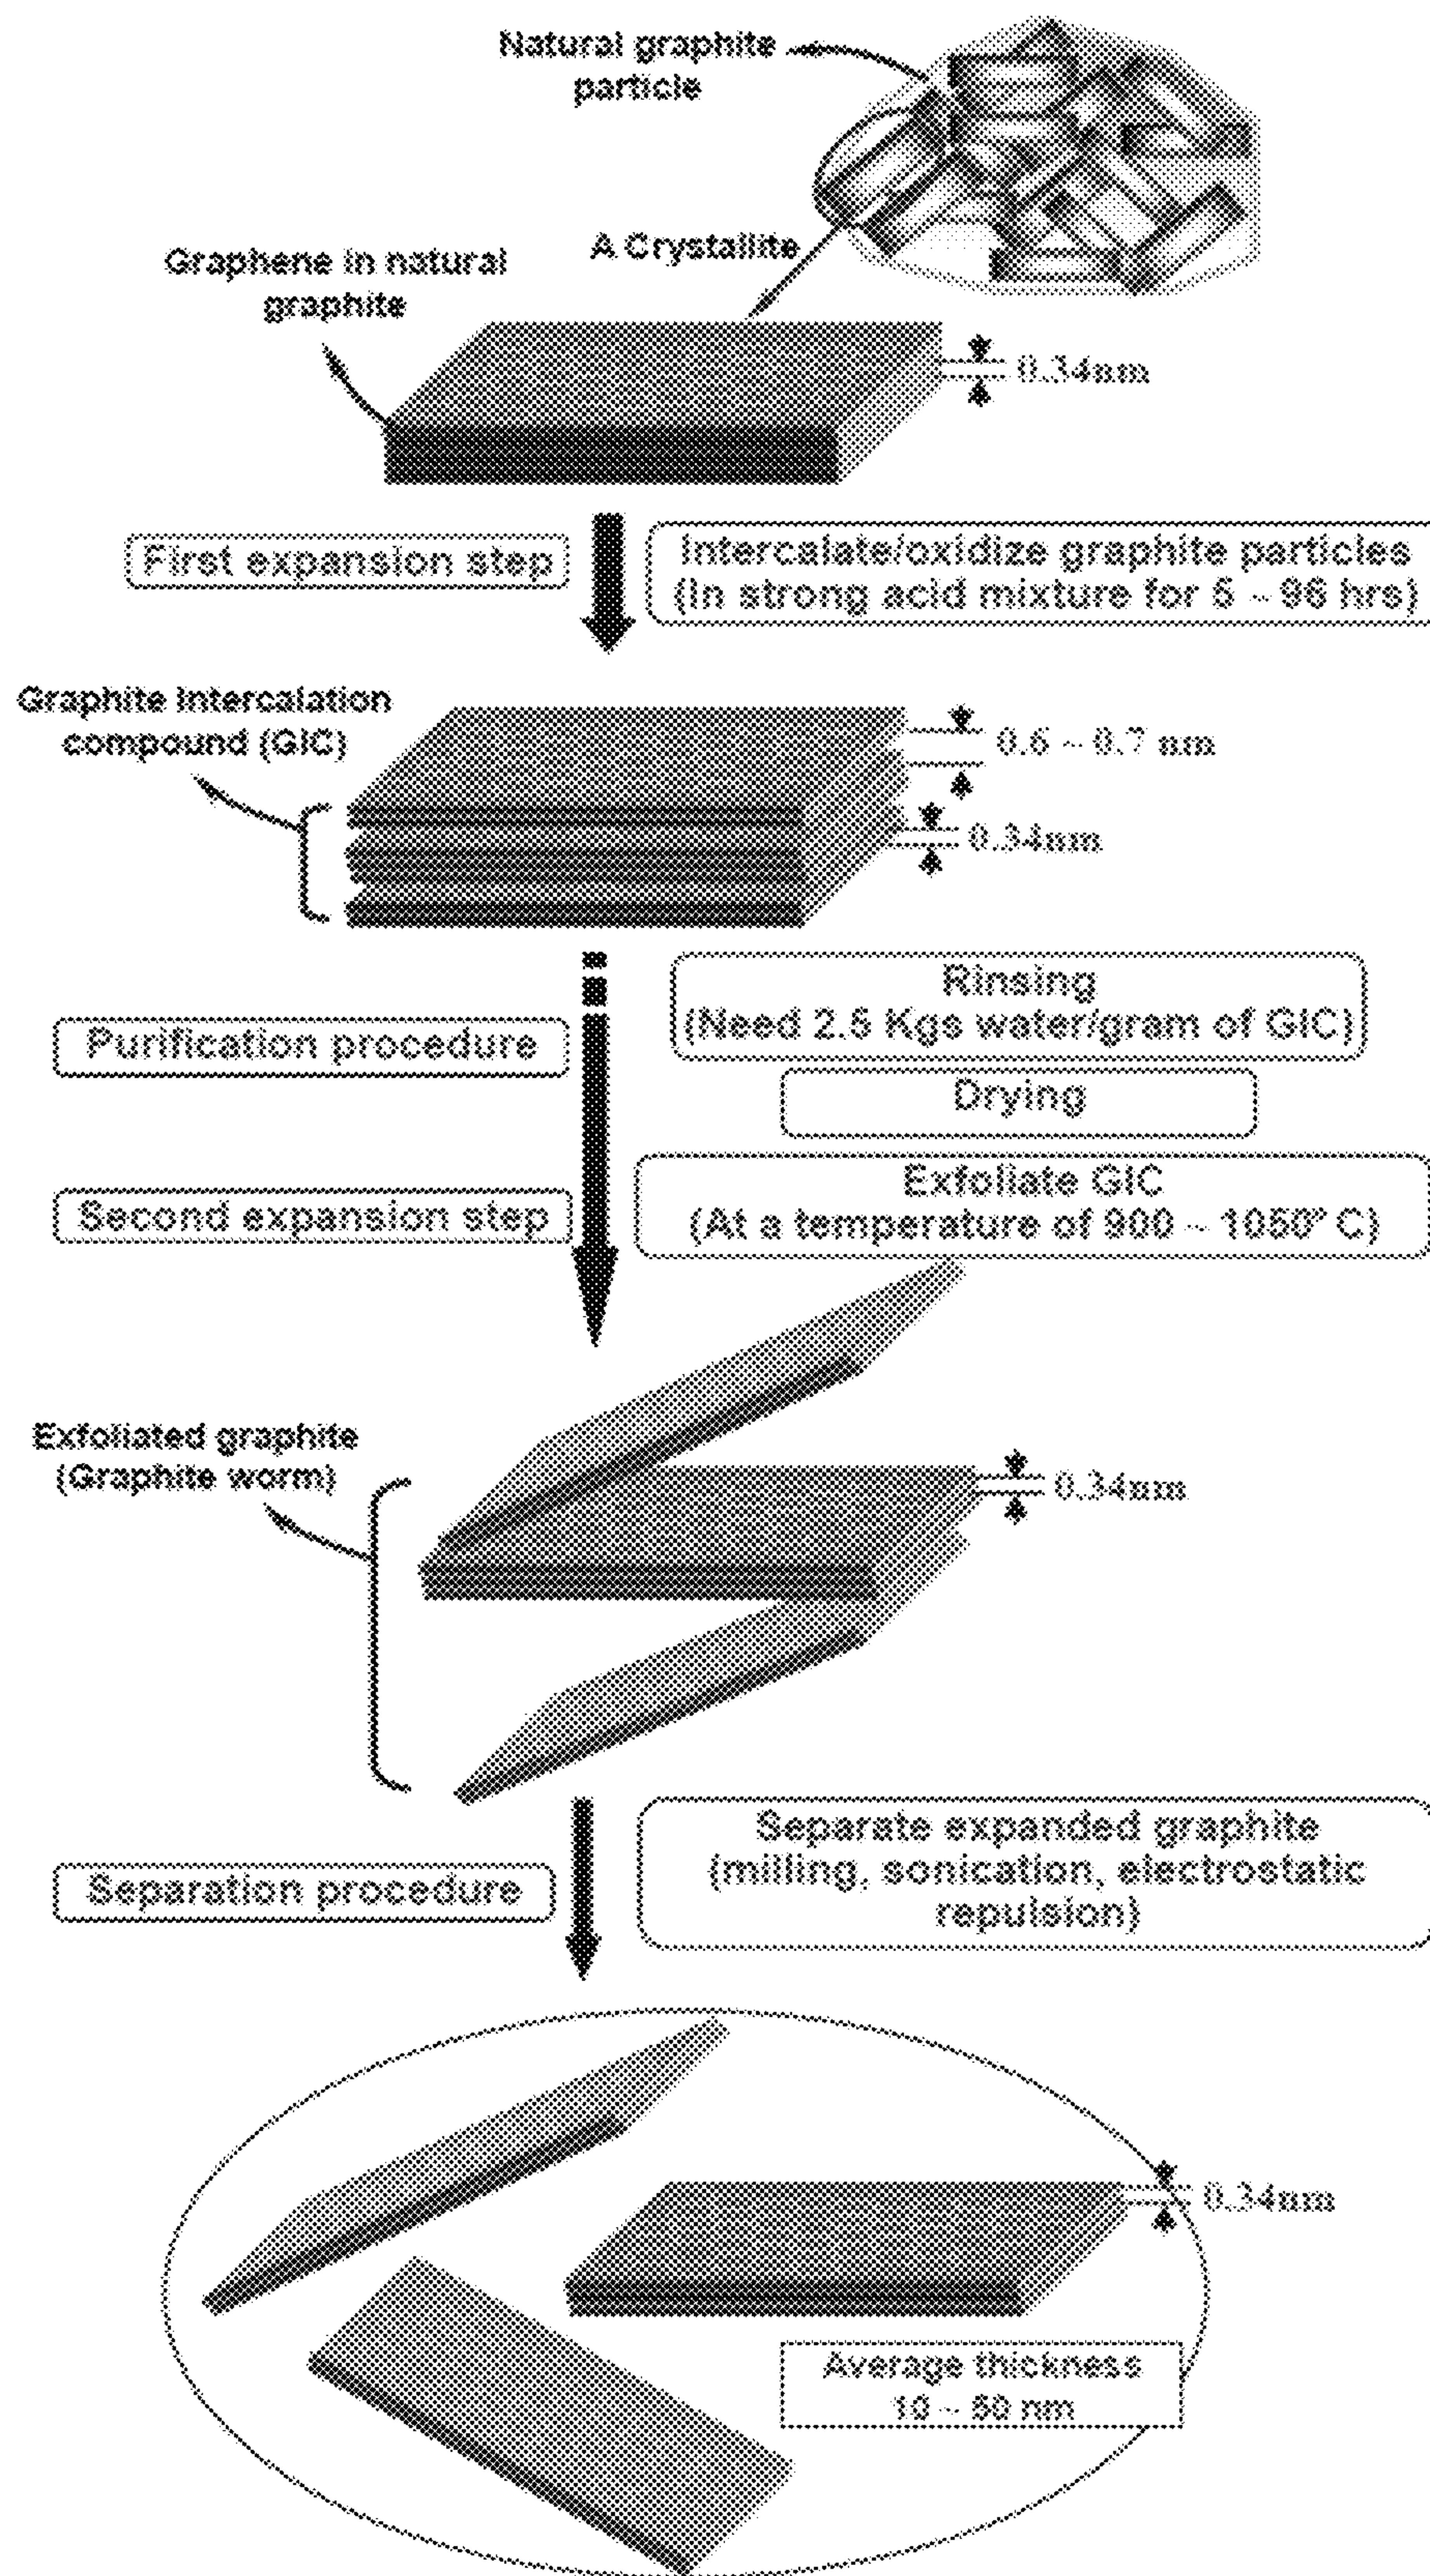 Natural graphite
particle
A Crystallite
Graphene in natural
graphite
0.34nm
First expansion step
Intercalate/oxidize graphite particles
(In strong acid mixture for 5 ~ 96 hrs)
Graphite Intercalation
compound (GIC)
0.6 ~ 0.7 nm
0.34nm
Rinsing
(Need 2.5 Kgs water/gram of GIC)
Purification procedure
Drying
Exfoliate GIC
(At a temperature of 900 ~ 1050° C)
Second expansion step
Exfoliated graphite
(Graphite worm)
0.34nm
Separate expanded graphite
(milling, sonication, electrostatic
repulsion)
Separation procedure
0.34nm
Average thickness
10 ~ 50 nm